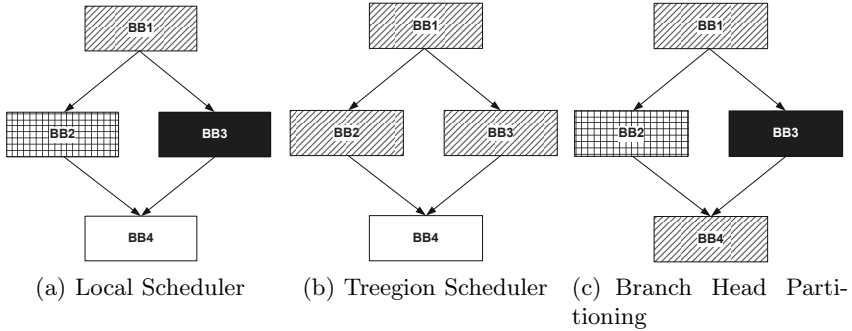 BB1
BB1
BB1
BB2
BB3
BB2
BB3
BB2
BB3
BB4
BB4
BB4
(a) Local Scheduler
(b) Treegion Scheduler
(c) Branch Head Parti-
tioning